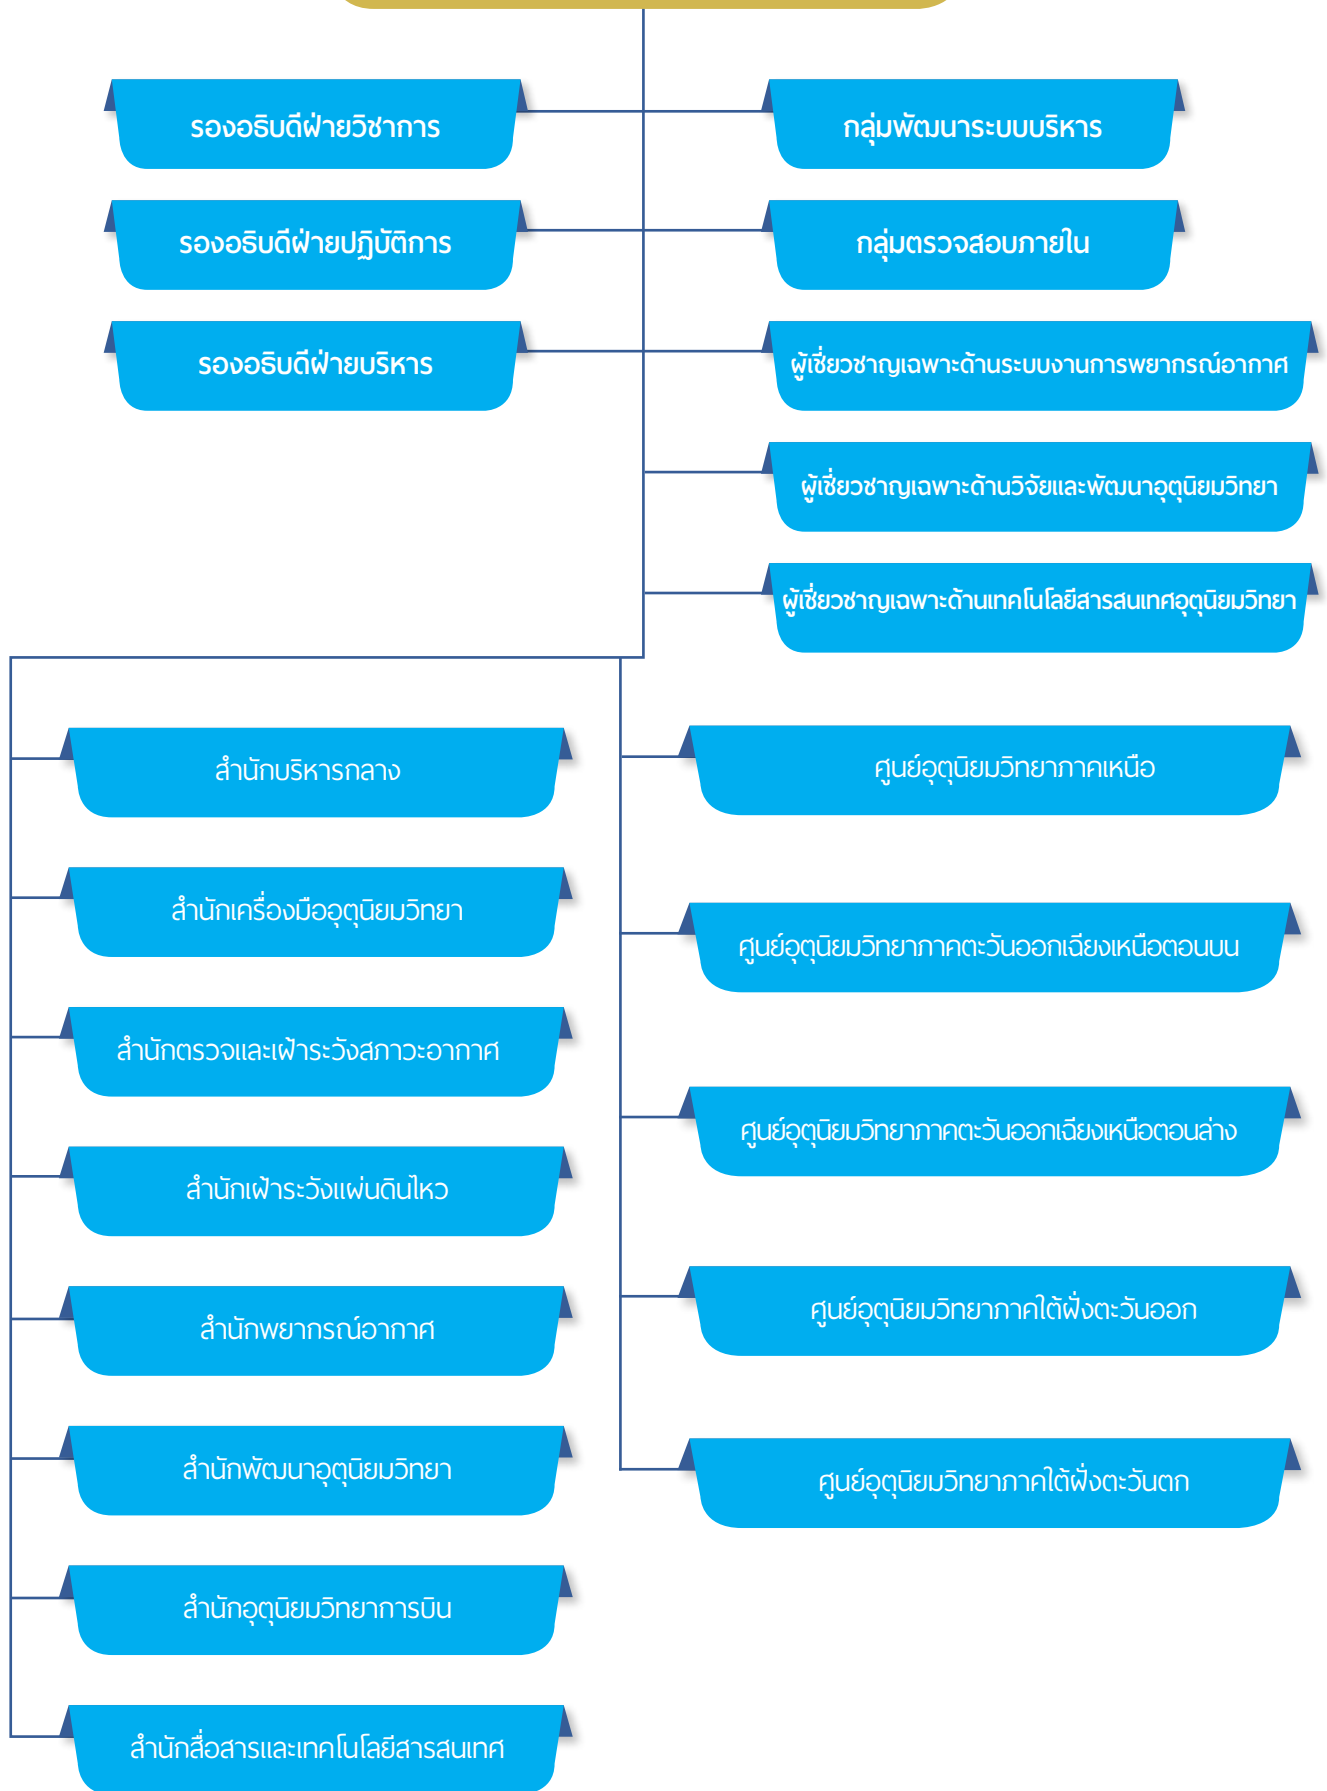 รองอธิบดีฝ่ายวิชาการ
กลุ่มพัฒนาระบบบริหาร
รองอธิบดีฝ่ายปฏิบัติการ
กลุ่มตรวจสอบภายใน
รองอธิบดีฝ่ายบริหาร
ผู้เชี่ยวชาญเฉพาะด้านระบบงานการพยากรณ์อากาศ
ผู้เชี่ยวชาญเฉพาะด้านวิจัยและพัฒนาอุตุนิยมวิทยา
ผู้เชี่ยวชาญเฉพาะด้านเทคโนโลยีสารสนเทศอุตุนิยมวิทยา
สำนักบริหารกลาง
สำนักเครื่องมืออุตุนิยมวิทยา
สำนักตรวจและเฝ้าระวังสภาวะอากาศ
สำนักเฝ้าระวังแผ่นดินไหว
สำนักพยากรณ์อากาศ
สำนักพัฒนาอุตุนิยมวิทยา
สำนักอุตุนิยมวิทยาการบิน
สำนักสื่อสารและเทคโนโลยีสารสนเทศ
ศูนย์อุตุนิยมวิทยาภาคเหนือ
ศูนย์อุตุนิยมวิทยาภาคตะวันออกเฉียงเหนือตอนบน
ศูนย์อุตุนิยมวิทยาภาคตะวันออกเฉียงเหนือตอนล่าง
ศูนย์อุตุนิยมวิทยาภาคใต้ฝั่งตะวันออก
ศูนย์อุตุนิยมวิทยาภาคใต้ฝั่งตะวันตก